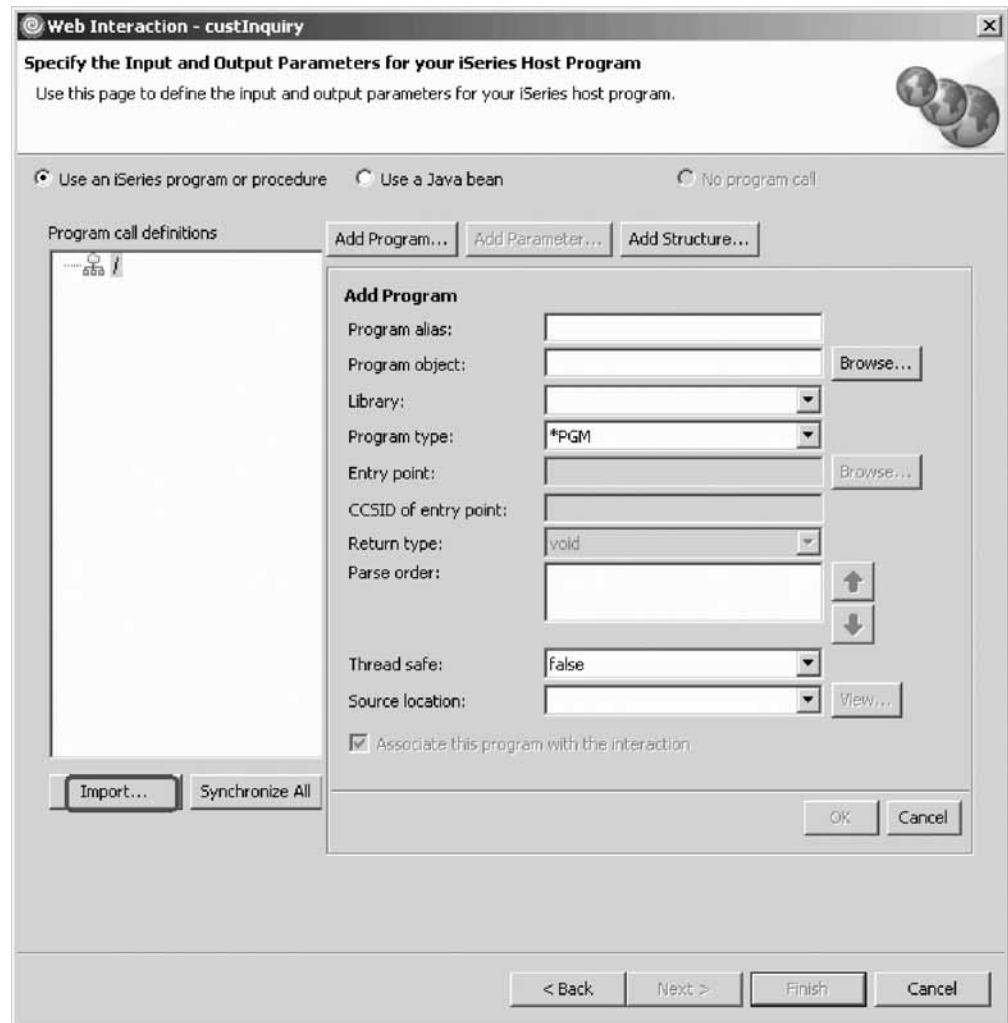 Web Interaction - custInquiry
Specify the Input and Output Parameters for your iSeries Host Program
Use this page to define the input and output parameters for your iSeries host program.
Use an iSeries program or procedure Use a Java bean No program call
Program call definitions
Add Program... Add Parameter... Add Structure...
/
Add Program
Program alias:
Program object: Browse...
Library:
Program type: *PGM
Entry point: Browse...
CCSID of entry point:
Return type: void
Parse order:
Thread safe: false
Source location: View...
Associate this program with the interaction
Import... Synchronize All
OK Cancel
< Back Next > Finish Cancel